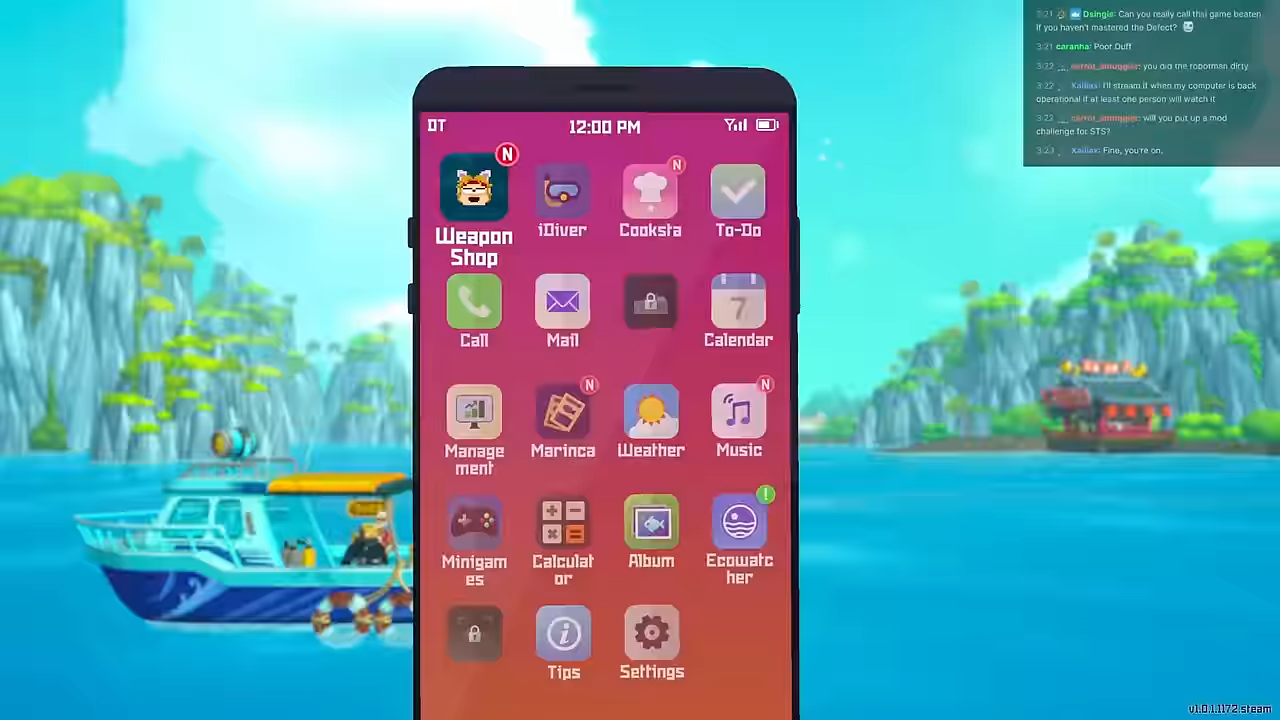 DT
12:00 PM
N
Weapon
Shop
iDiver
N
Cooksta
To-Do
Call
Mail
7
Calendar
Manage
ment
N
Marinca
Weather
N
Music
Minigam
es
Calculat
or
Album
!
Ecowatc
her
Tips
Settings
3:21 Dsingle: Can you really call this game beaten
if you haven't mastered the Defect?
3:21 caranha: Poor Duff
3:22 carrot_smuggler: you did the robotman dirty
3:22 I'll stream it when my computer is back
operational if at least one person will watch it
3:23 carrot_smuggler: will you put up a mod
challenge for STS?
3:23 Fine, you're on.
v1.0.1.1172.steam